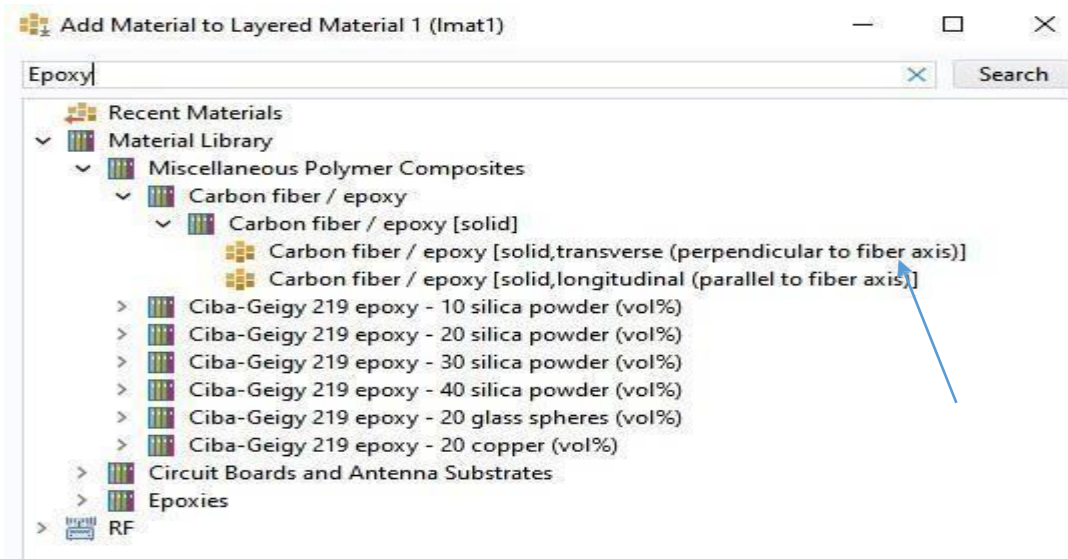 Add Material to Layered Material 1 (lmat1)
Epoxy
Search
Recent Materials
Material Library
Miscellaneous Polymer Composites
Carbon fiber / epoxy
Carbon fiber / epoxy [solid]
Carbon fiber / epoxy [solid,transverse (perpendicular to fiber axis)]
Carbon fiber / epoxy [solid,longitudinal (parallel to fiber axis)]
Ciba-Geigy 219 epoxy - 10 silica powder (vol%)
Ciba-Geigy 219 epoxy - 20 silica powder (vol%)
Ciba-Geigy 219 epoxy - 30 silica powder (vol%)
Ciba-Geigy 219 epoxy - 40 silica powder (vol%)
Ciba-Geigy 219 epoxy - 20 glass spheres (vol%)
Ciba-Geigy 219 epoxy - 20 copper (vol%)
Circuit Boards and Antenna Substrates
Epoxies
RF